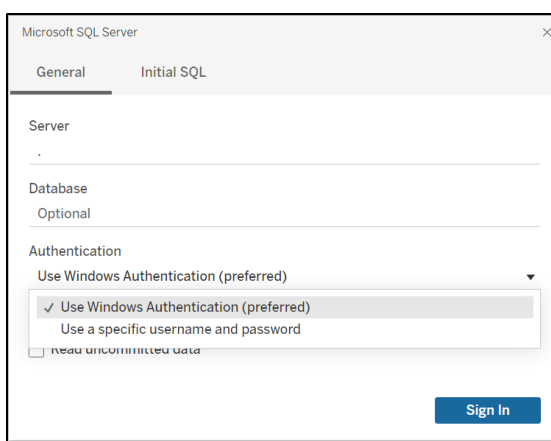 Microsoft SQL Server
General Initial SQL
Server
.
Database
Optional
Authentication
Use Windows Authentication (preferred)
Use Windows Authentication (preferred)
Use a specific username and password
Read uncommitted data
Sign In